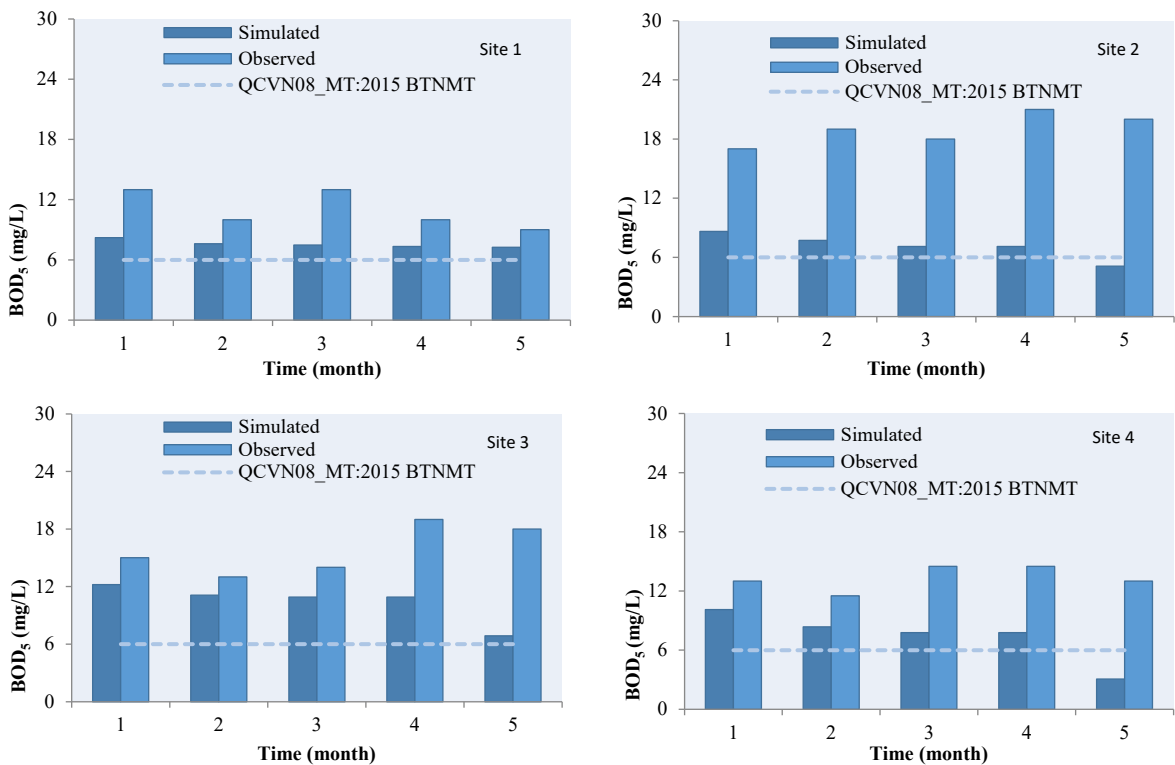 30
24
18
12
6
0
BOD5 (mg/L)
Simulated
Observed
QCVN08_MT:2015 BTNMT
Site 1
1 2 3 4 5
Time (month)
30
24
18
12
6
0
BOD5 (mg/L)
Simulated
Observed
QCVN08_MT:2015 BTNMT
Site 2
1 2 3 4 5
Time (month)
30
24
18
12
6
0
BOD5 (mg/L)
Simulated
Observed
QCVN08_MT:2015 BTNMT
Site 3
1 2 3 4 5
Time (month)
30
24
18
12
6
0
BOD5 (mg/L)
Simulated
Observed
QCVN08_MT:2015 BTNMT
Site 4
1 2 3 4 5
Time (month)